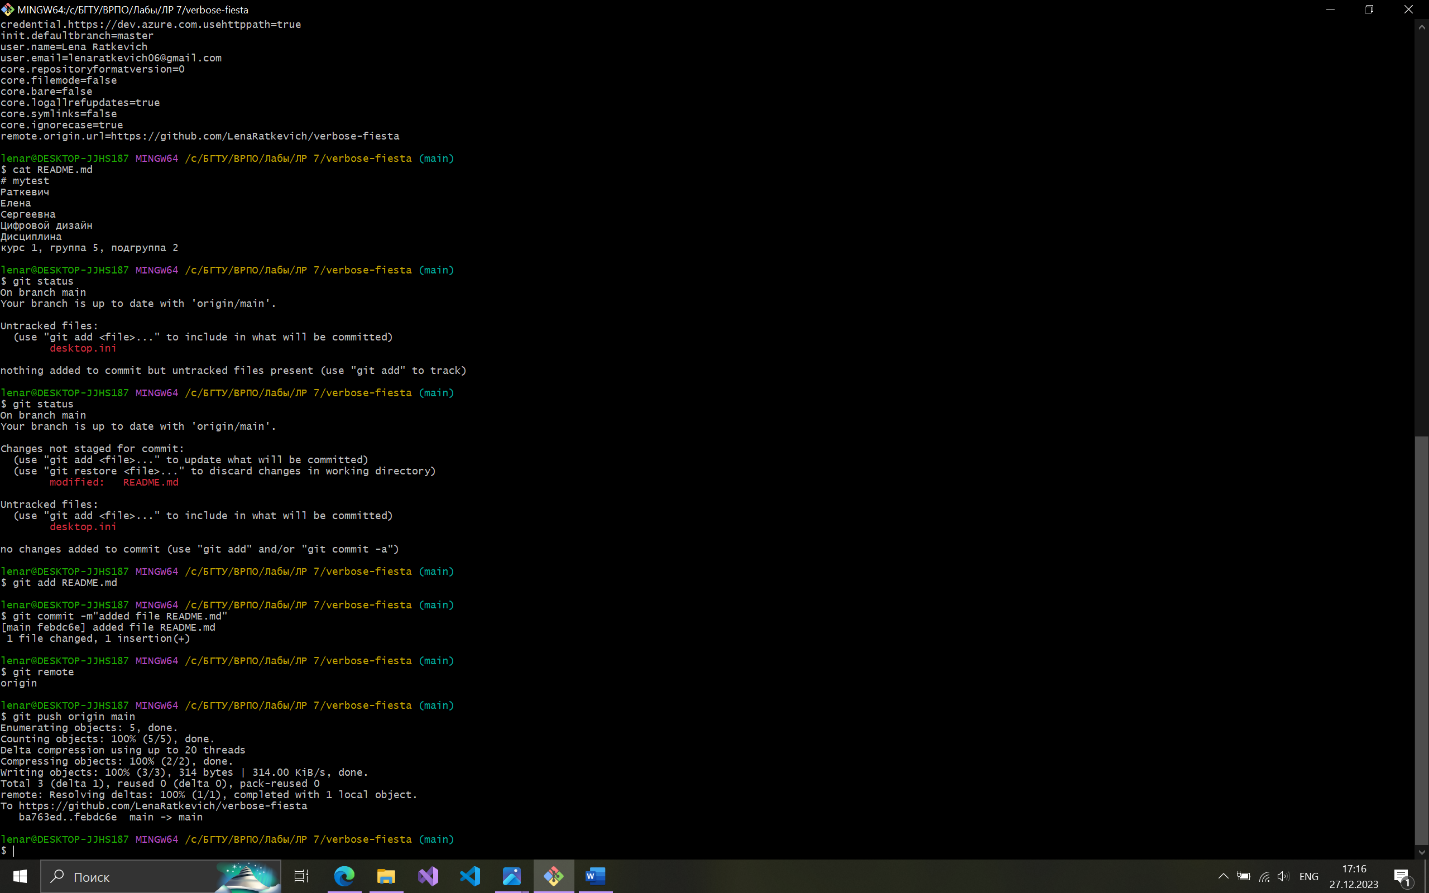 MINGW64:/c/БГТУ/ВРПО/Лабы/ЛР 7/verbose-fiesta
credential.https://dev.azure.com.usehttppath=true
init.defaultbranch=master
user.name=Lena Ratkevich
user.email=lenaratkevich06@gmail.com
core.repositoryformatversion=0
core.filemode=false
core.bare=false
core.logallrefupdates=true
core.symlinks=false
core.ignorecase=true
remote.origin.url=https://github.com/LenaRatkevich/verbose-fiesta
lenar@DESKTOP-JJHS187 MINGW64 /c/БГТУ/ВРПО/Лабы/ЛР 7/verbose-fiesta (main)
$ cat README.md
# mytest
Раткевич
Елена
Сергеевна
Цифровой дизайн
Дисциплина
курс 1, группа 5, подгруппа 2
lenar@DESKTOP-JJHS187 MINGW64 /c/БГТУ/ВРПО/Лабы/ЛР 7/verbose-fiesta (main)
$ git status
On branch main
Your branch is up to date with 'origin/main'.
Untracked files:
(use "git add <file>..." to include in what will be committed)
desktop.ini
nothing added to commit but untracked files present (use "git add" to track)
lenar@DESKTOP-JJHS187 MINGW64 /c/БГТУ/ВРПО/Лабы/ЛР 7/verbose-fiesta (main)
$ git status
On branch main
Your branch is up to date with 'origin/main'.
Changes not staged for commit:
(use "git add <file>..." to update what will be committed)
(use "git restore <file>..." to discard changes in working directory)
modified:   README.md
Untracked files:
(use "git add <file>..." to include in what will be committed)
desktop.ini
no changes added to commit (use "git add" and/or "git commit -a")
lenar@DESKTOP-JJHS187 MINGW64 /c/БГТУ/ВРПО/Лабы/ЛР 7/verbose-fiesta (main)
$ git add README.md
lenar@DESKTOP-JJHS187 MINGW64 /c/БГТУ/ВРПО/Лабы/ЛР 7/verbose-fiesta (main)
$ git commit -m"added file README.md"
[main febdc6e] added file README.md
1 file changed, 1 insertion(+)
lenar@DESKTOP-JJHS187 MINGW64 /c/БГТУ/ВРПО/Лабы/ЛР 7/verbose-fiesta (main)
$ git remote
origin
lenar@DESKTOP-JJHS187 MINGW64 /c/БГТУ/ВРПО/Лабы/ЛР 7/verbose-fiesta (main)
$ git push origin main
Enumerating objects: 5, done.
Counting objects: 100% (5/5), done.
Delta compression using up to 20 threads
Compressing objects: 100% (2/2), done.
Writing objects: 100% (3/3), 314 bytes | 314.00 KiB/s, done.
Total 3 (delta 1), reused 0 (delta 0), pack-reused 0
remote: Resolving deltas: 100% (1/1), completed with 1 local object.
To https://github.com/LenaRatkevich/verbose-fiesta
ba763ed..febdc6e  main -> main
lenar@DESKTOP-JJHS187 MINGW64 /c/БГТУ/ВРПО/Лабы/ЛР 7/verbose-fiesta (main)
$
Поиск
ENG
17:16
27.12.2023
1